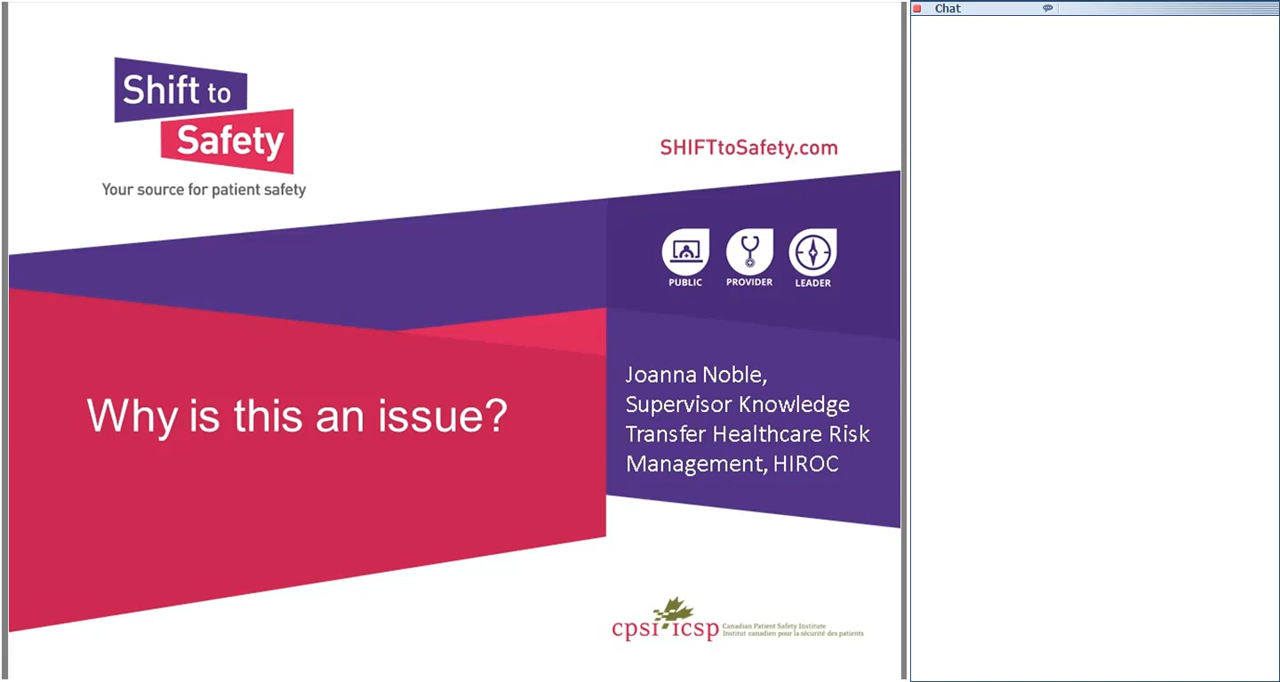 Chat
Shift to
Safety
Your source for patient safety
SHIFTtoSafety.com
PUBLIC PROVIDER LEADER
Why is this an issue?
Joanna Noble,
Supervisor Knowledge
Transfer Healthcare Risk
Management, HIROC
cpsi icsp
Canadian Patient Safety Institute
Institut canadien pour la sécurité des patients